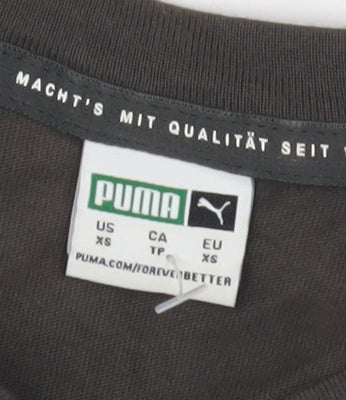 MACHT'S MIT QUALITÄT SEIT
PUMA
US CA EU
XS TP XS
PUMA.COM/FOREVERBETTER